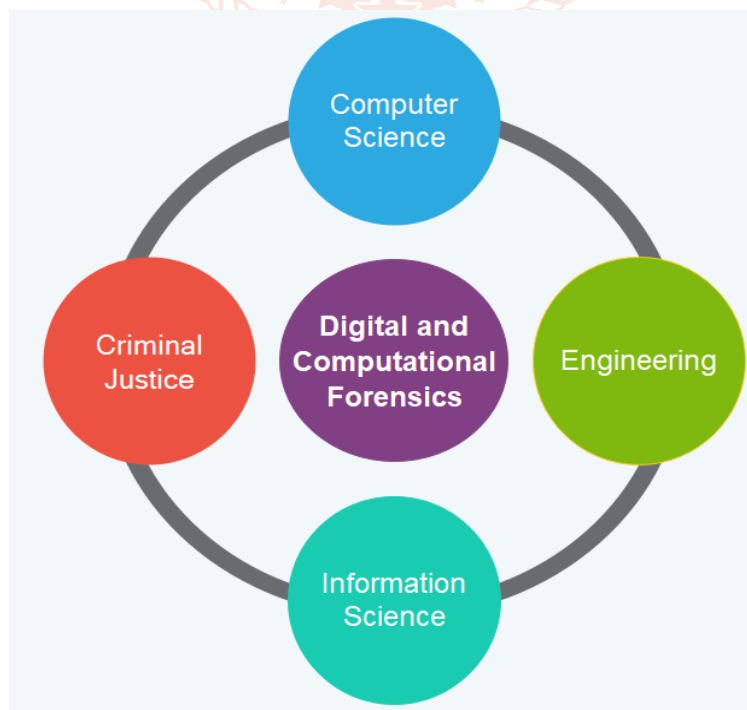 Computer
Science
Criminal
Justice
Digital and
Computational
Forensics
Engineering
Information
Science